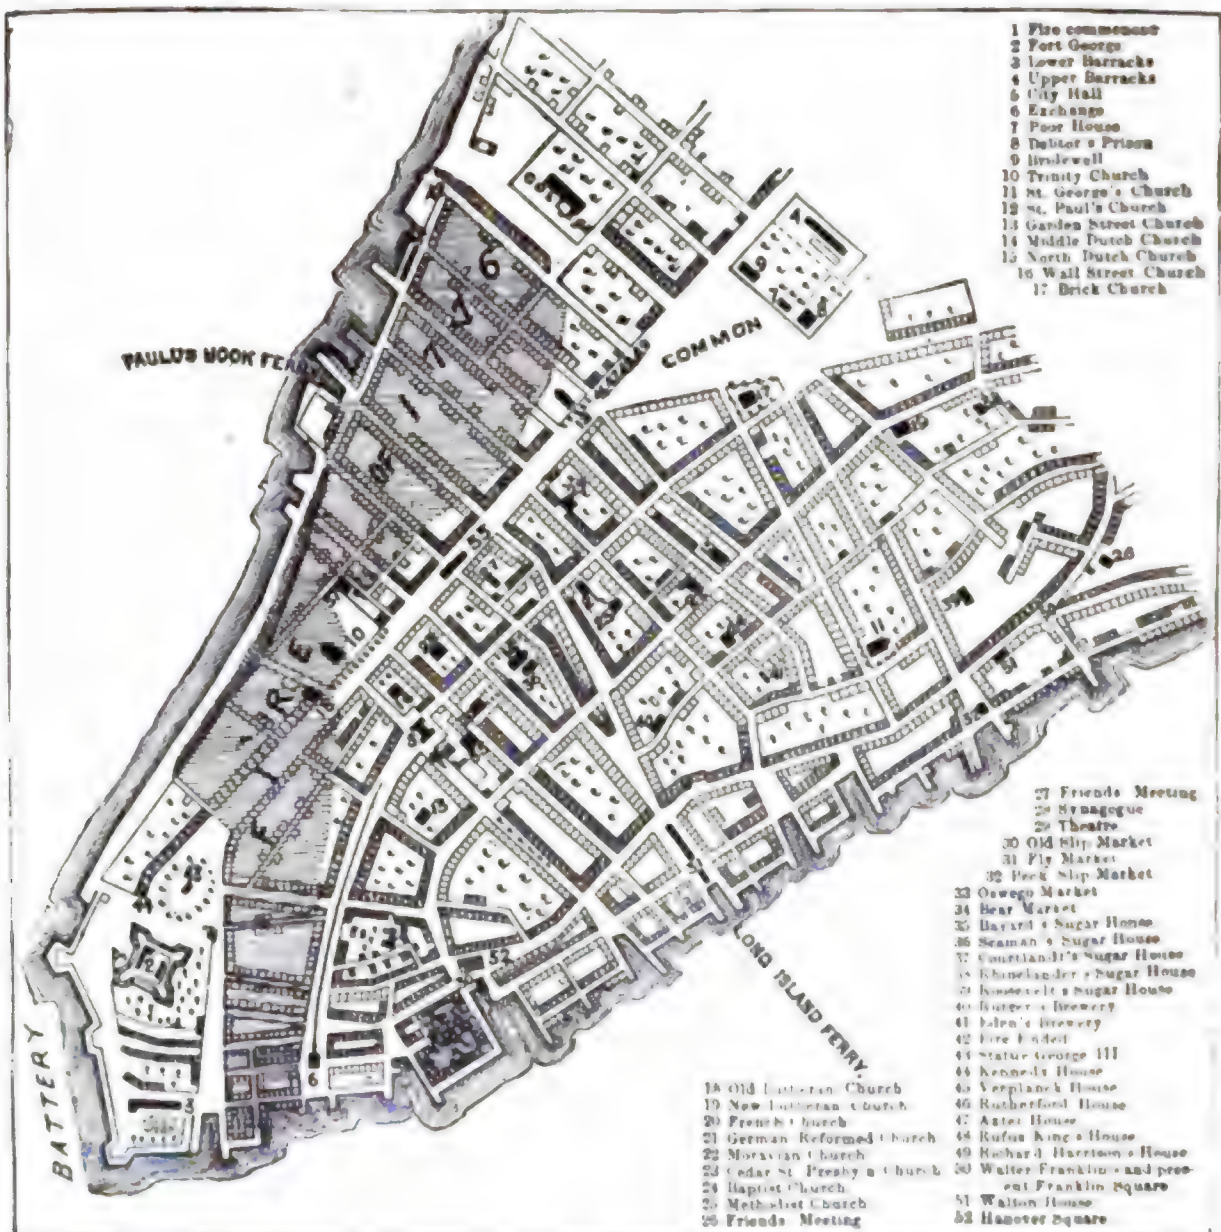 1 Fire commenced
2 Fort George
3 Lower Barracks
4 Upper Barracks
5 City Hall
6 Exchange
7 Poor House
8 Debtor's Prison
9 Bridewell
10 Trinity Church
11 St. George's Church
12 St. Paul's Church
13 Garden Street Church
14 Middle Dutch Church
15 North Dutch Church
16 Wall Street Church
17 Brick Church
COMMON
PAULUS HOOK FERRY
BATTERY
LONG ISLAND FERRY.
18 Old Lutheran Church
19 New Lutheran Church
20 French Church
21 German Reformed Church
22 Moravian Church
23 Cedar St. Presby'n Church
24 Baptist Church
25 Methodist Church
26 Friends Meeting
27 Friends Meeting
28 Synagogue
29 Theatre
30 Old Slip Market
31 Fly Market
32 Peck Slip Market
33 Oswego Market
34 Bear Market
35 Bayard's Sugar House
36 Seaman's Sugar House
37 Courtlandt's Sugar House
38 Rhinelander's Sugar House
39 Roosevelt's Sugar House
40 Burger's Brewery
41 Brewery
42 Fire Ended
43 Statue George III
44 Kennedy House
45 Verplanck House
46 Rutherford House
47 House
48 Rufus King's House
49 Richard Harrison's House
50 Walter Franklin's and pres-
ent Franklin Square
51 Walton House
52 Hanover Square